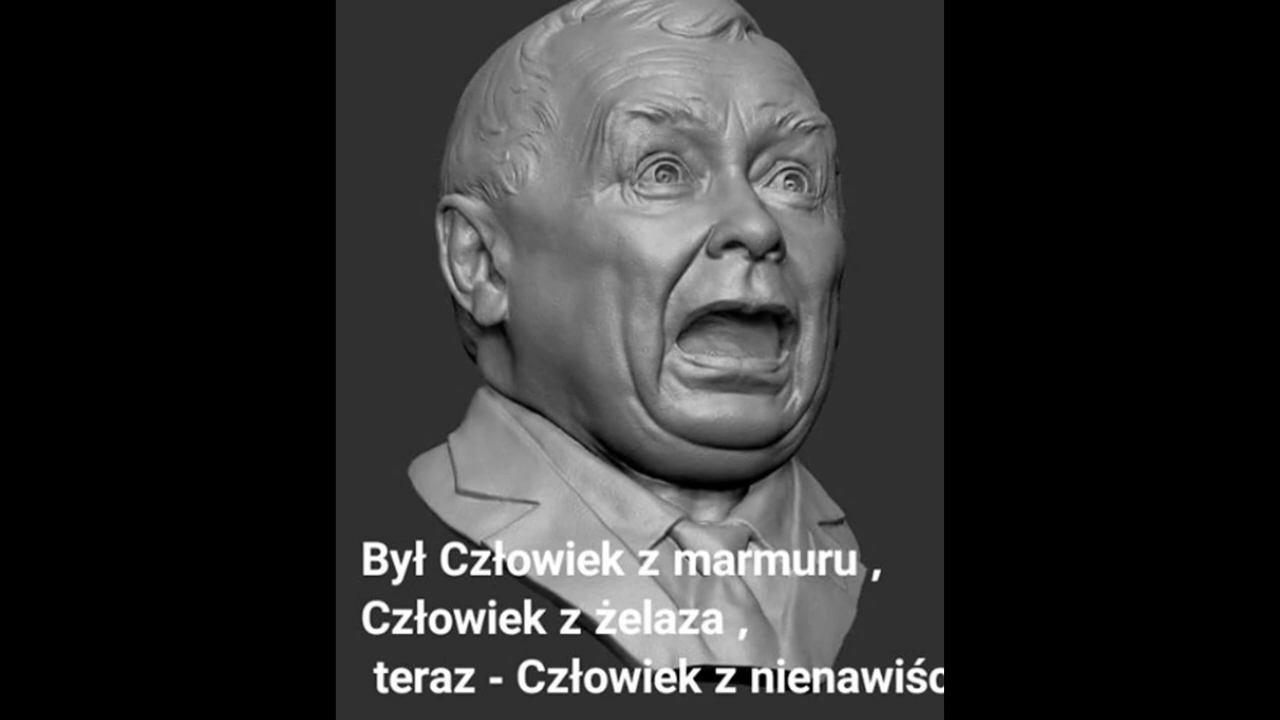 Był Człowiek z marmuru ,
Człowiek z żelaza ,
teraz - Człowiek z nienawiśc